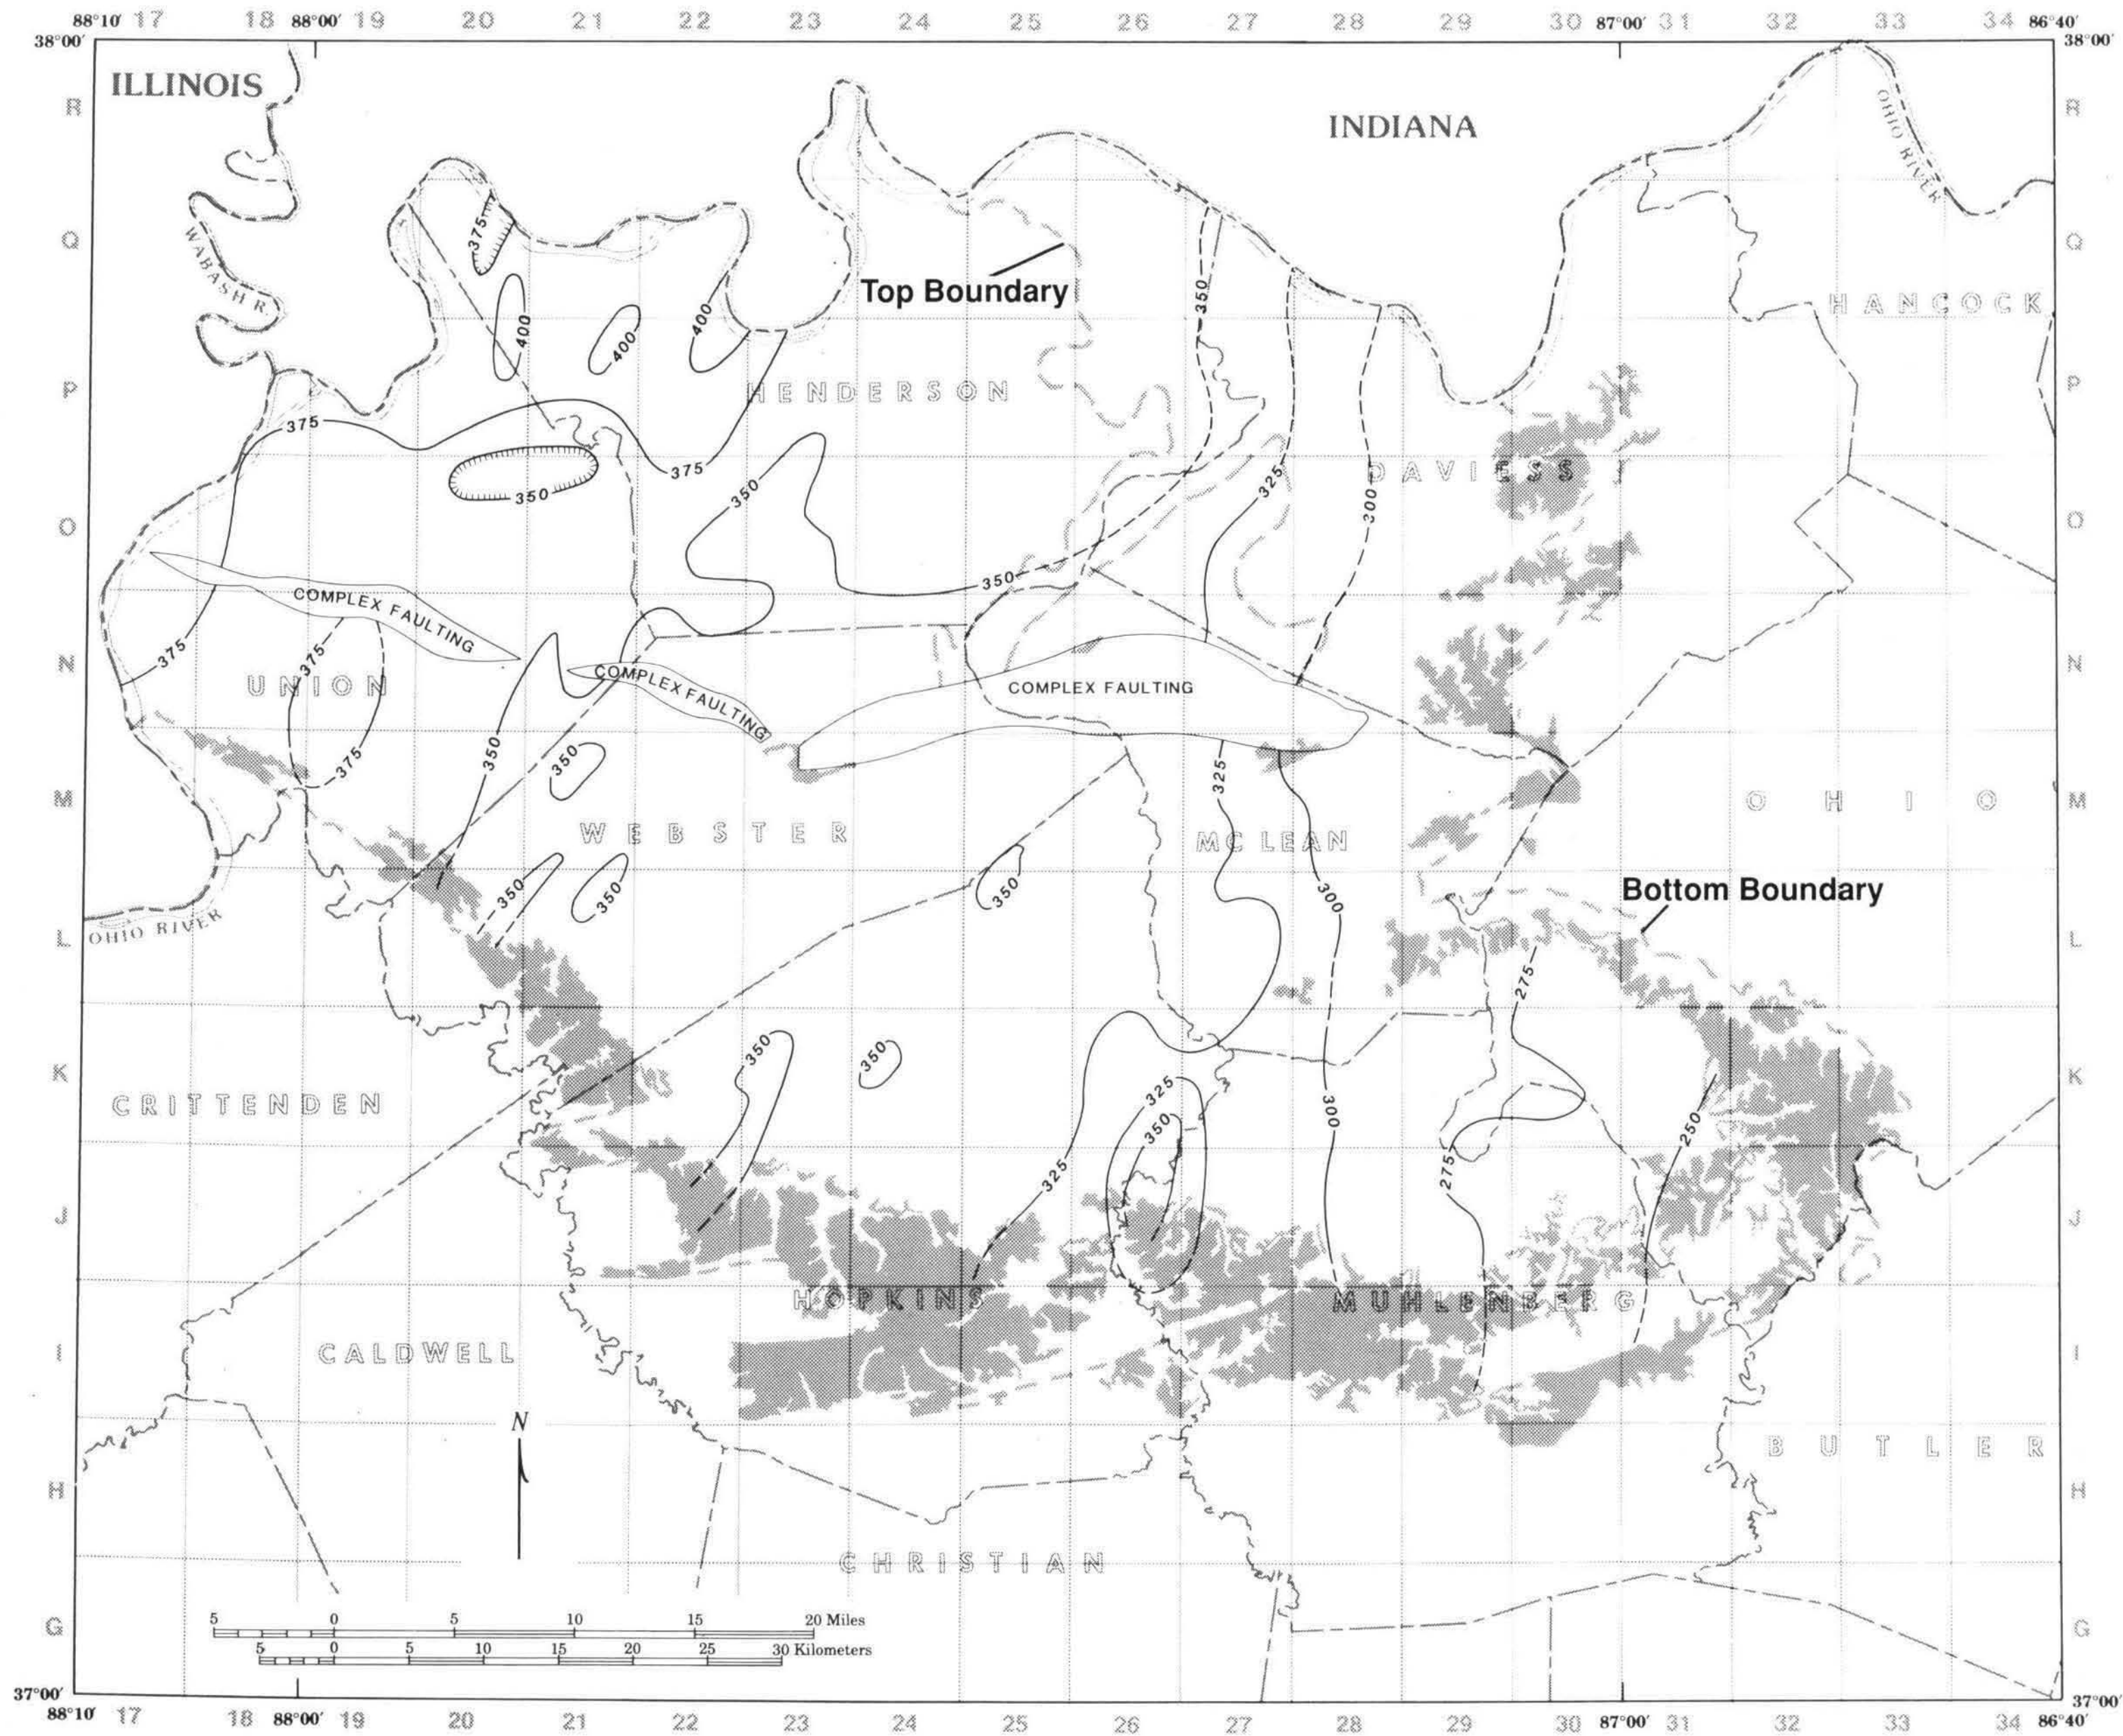 88°10′ 17 18 88°00′ 19 20 21 22 23 24 25 26 27 28 29 30 87°00′ 31 32 33 34 86°40′
38°00′ 38°00′
ILLINOIS
R R
INDIANA
OHIO RIVER
375
Q Q
WABASH R.
Top Boundary
350
HANCOCK
400
400
400
P P
HENDERSON
375
375
DAVIESS
325
350
350
300
O O
350
COMPLEX FAULTING
375
375
N N
UNION
COMPLEX FAULTING
COMPLEX FAULTING
350
350
375
325
M M
OHIO
WEBSTER
MC LEAN
350
350
350
300
Bottom Boundary
OHIO RIVER
L L
275
350
350
K K
325
CRITTENDEN
300
350
250
325
275
J J
HOPKINS
MUHLENBERG
CALDWELL
I I
N
BUTLER
H H
CHRISTIAN
5 0 5 10 15 20 Miles
G G
5 0 5 10 15 20 25 30 Kilometers
37°00′ 37°00′
88°10′ 17 18 88°00′ 19 20 21 22 23 24 25 26 27 28 29 30 87°00′ 31 32 33 34 86°40′